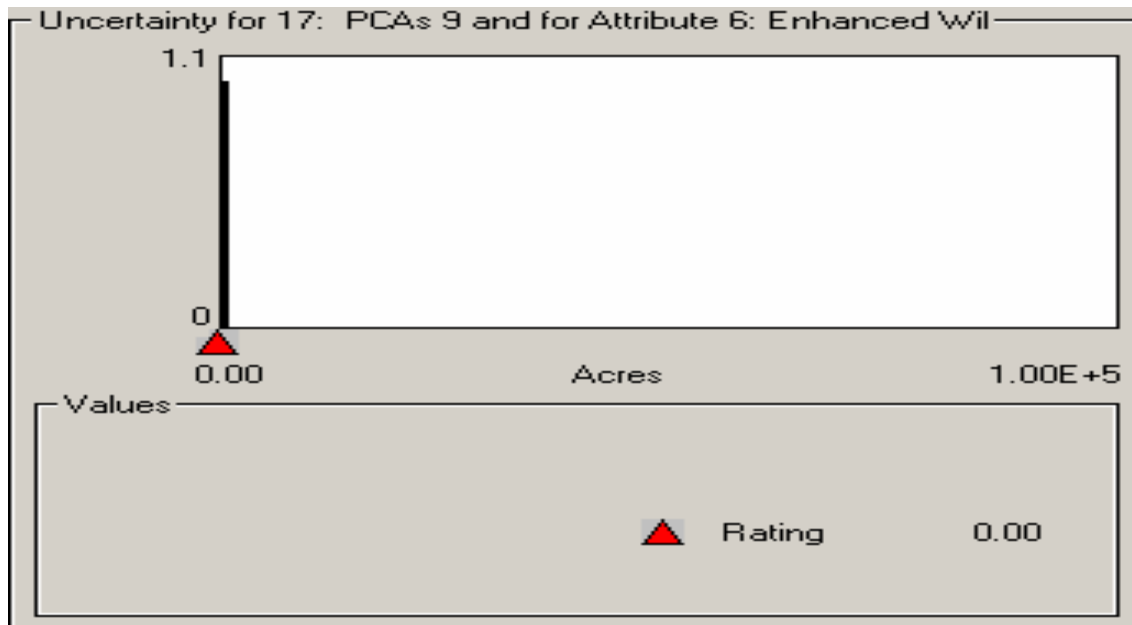 Uncertainty for 17: PCAs 9 and for Attribute 6: Enhanced Wil
1.1
0
0.00 Acres 1.00E+5
Values
Rating 0.00